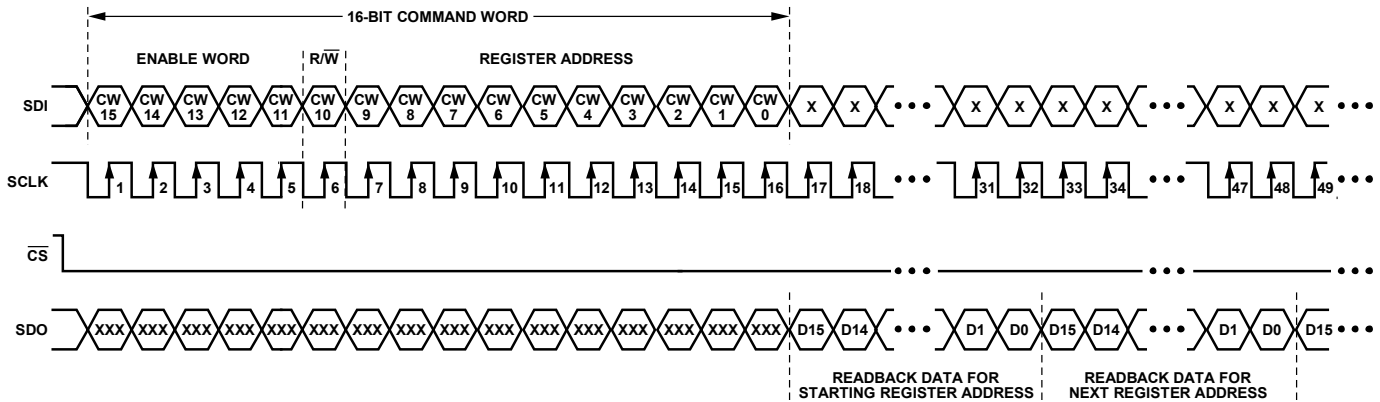 16-BIT COMMAND WORD
ENABLE WORD R/W REGISTER ADDRESS
SDI CW 15 CW 14 CW 13 CW 12 CW 11 CW 10 CW 9 CW 8 CW 7 CW 6 CW 5 CW 4 CW 3 CW 2 CW 1 CW 0 X X ••• X X X X ••• X X X •••
SCLK 1 2 3 4 5 6 7 8 9 10 11 12 13 14 15 16 17 18 ••• 31 32 33 34 ••• 47 48 49 •••
CS ••• ••• •••
SDO XXX XXX XXX XXX XXX XXX XXX XXX XXX XXX XXX XXX XXX XXX XXX XXX D15 D14 ••• D1 D0 D15 D14 ••• D1 D0 D15 •••
READBACK DATA FOR READBACK DATA FOR
STARTING REGISTER ADDRESS NEXT REGISTER ADDRESS